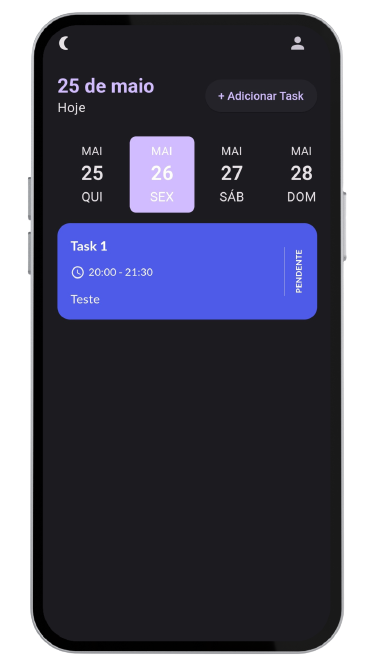 25 de maio
Hoje
+ Adicionar Task
MAI MAI MAI MAI
25 26 27 28
QUI SEX SÁB DOM
Task 1
20:00 - 21:30
Teste
PENDENTE